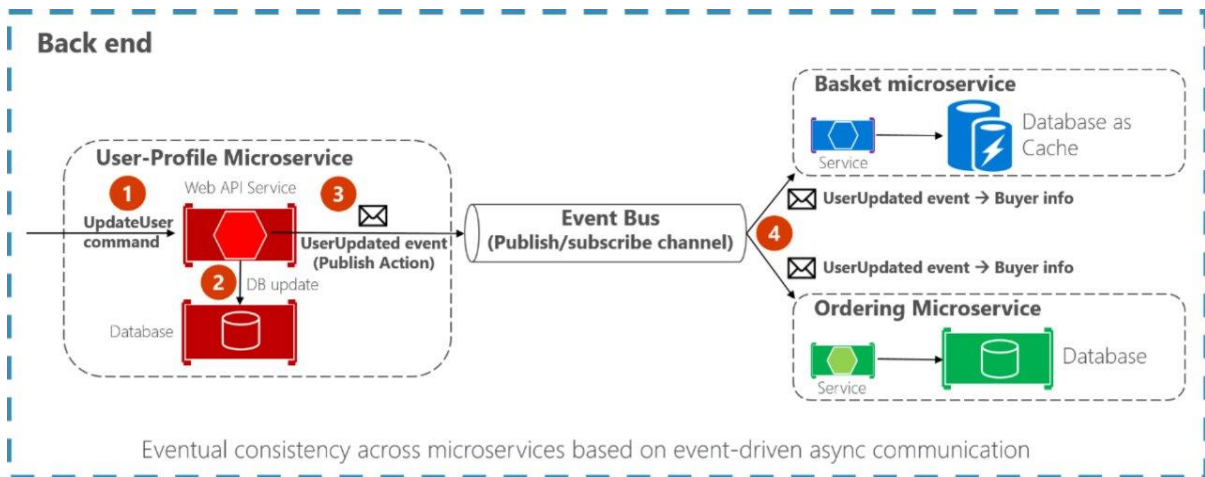 Back end
User-Profile Microservice
Web API Service
1
UpdateUser
command
3
UserUpdated event
(Publish Action)
2
DB update
Database
Event Bus
(Publish/subscribe channel)
4
Basket microservice
Service
Database as
Cache
UserUpdated event → Buyer info
UserUpdated event → Buyer info
Ordering Microservice
Service
Database
Eventual consistency across microservices based on event-driven async communication